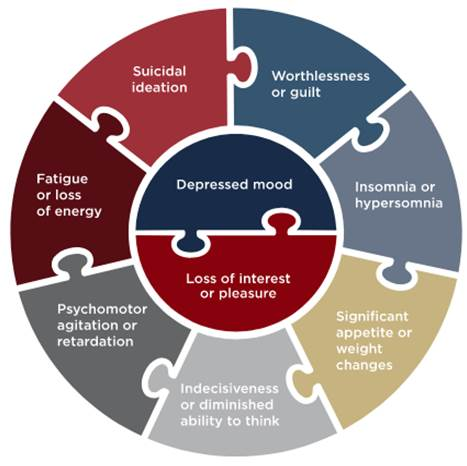 Suicidal
ideation
Worthlessness
or guilt
Fatigue
or loss
of energy
Depressed mood
Insomnia or
hypersomnia
Loss of interest
or pleasure
Psychomotor
agitation or
retardation
Significant
appetite or
weight
changes
Indecisiveness
or diminished
ability to think